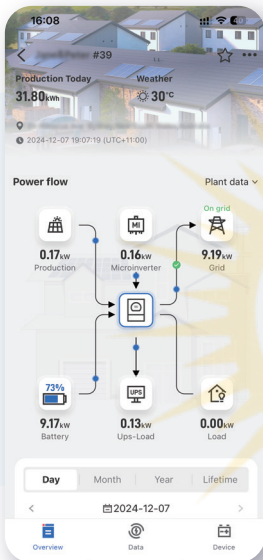 16:08
#39
Production Today
Weather
31.80kWh
30°C
2024-12-07 19:07:19 (UTC+11:00)
Power flow
Plant data
On grid
MI
0.17kW
0.16kW
9.19kW
Production
Microinverter
Grid
73%
UPS
9.17kW
0.13kW
0.00kW
Battery
Ups-Load
Load
Day
Month
Year
Lifetime
2024-12-07
Overview
Data
Device